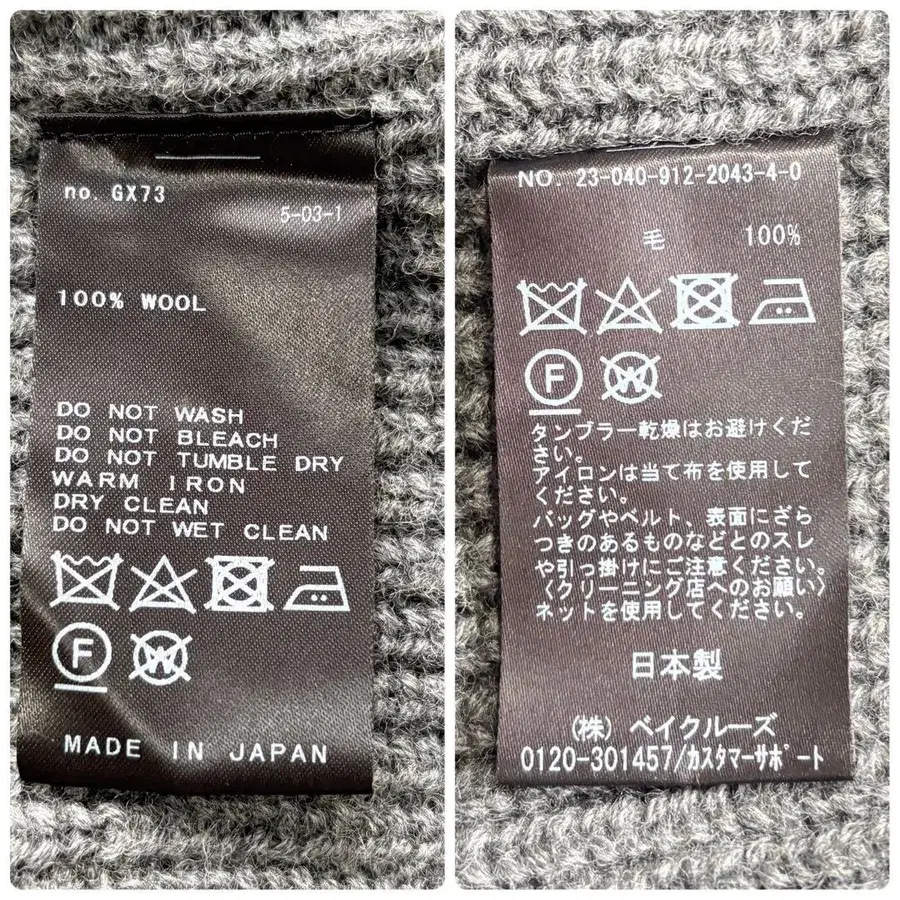 no. GX73
5-03-1
100% WOOL
DO NOT WASH
DO NOT BLEACH
DO NOT TUMBLE DRY
WARM IRON
DRY CLEAN
DO NOT WET CLEAN
F
W
MADE IN JAPAN
NO. 23-040-912-2043-4-0
毛 100%
F
W
タンブラー乾燥はお避けくだ
さい。
アイロンは当て布を使用して
ください。
バッグやベルト、表面にざら
つきのあるものなどとのスレ
や引っ掛けにご注意ください。
〈クリーニング店へのお願い〉
ネットを使用してください。
日本製
(株) ベイクルーズ
0120-301457/カスタマーサポート